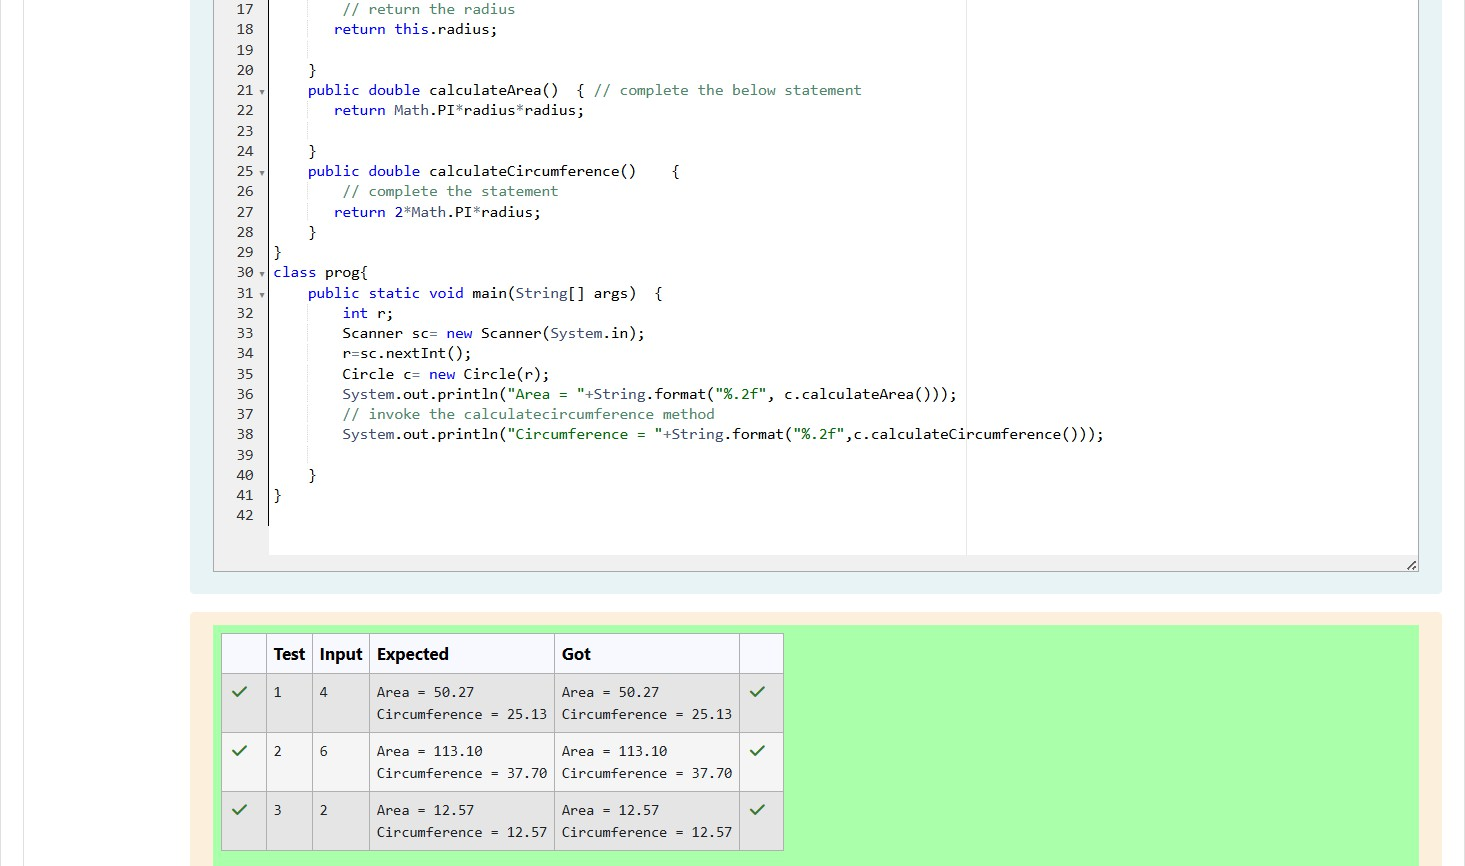 17 // return the radius
18 return this.radius;
19
20 }
21 public double calculateArea() { // complete the below statement
22 return Math.PI*radius*radius;
23
24 }
25 public double calculateCircumference() {
26 // complete the statement
27 return 2*Math.PI*radius;
28 }
29 }
30 class prog{
31 public static void main(String[] args) {
32 int r;
33 Scanner sc= new Scanner(System.in);
34 r=sc.nextInt();
35 Circle c= new Circle(r);
36 System.out.println("Area = "+String.format("%.2f", c.calculateArea()));
37 // invoke the calculatecircumference method
38 System.out.println("Circumference = "+String.format("%.2f",c.calculateCircumference()));
39
40 }
41 }
42
Test Input Expected Got
1 4 Area = 50.27 Area = 50.27
Circumference = 25.13 Circumference = 25.13
2 6 Area = 113.10 Area = 113.10
Circumference = 37.70 Circumference = 37.70
3 2 Area = 12.57 Area = 12.57
Circumference = 12.57 Circumference = 12.57